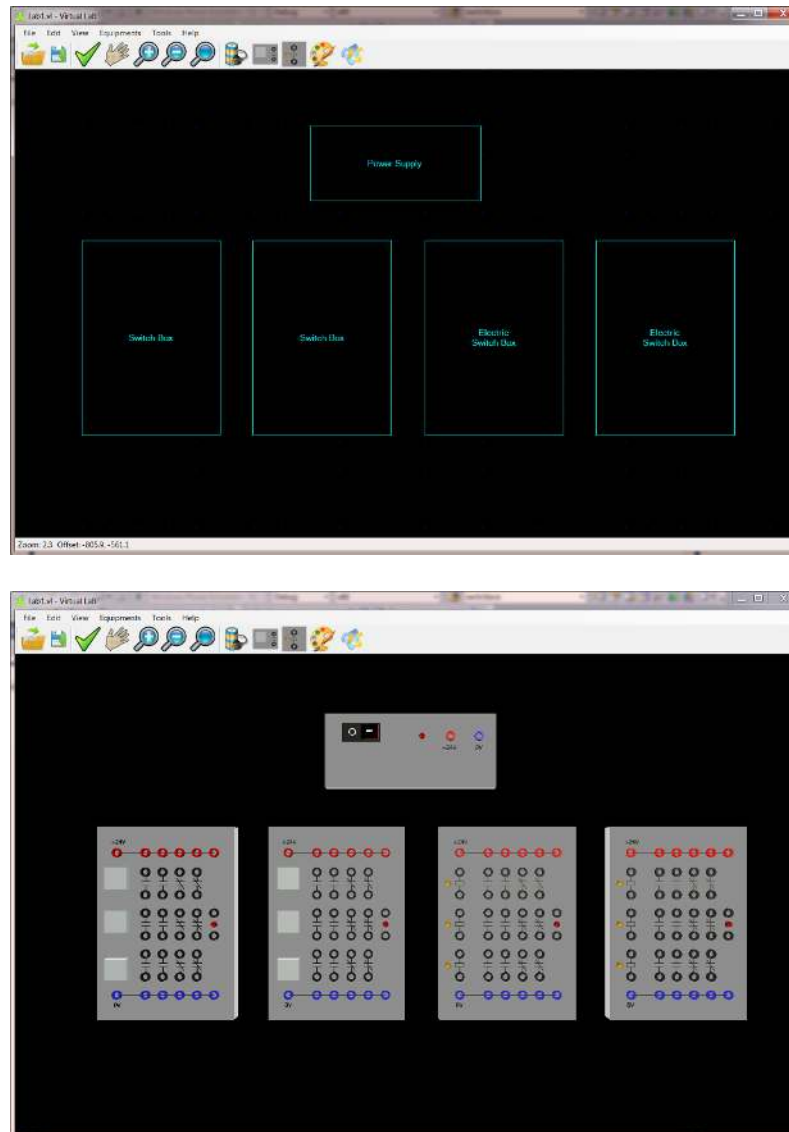 lab1.vl - Virtual Lab
File Edit View Equipments Tools Help
Power Supply
Switch Box
Switch Box
Electric
Switch Box
Electric
Switch Box
Zoom: 2.3 Offset: -805.9, -561.1
lab1.vl - Virtual Lab
File Edit View Equipments Tools Help
+24V 0V
+24V +24V +24V +24V
0V 0V 0V 0V